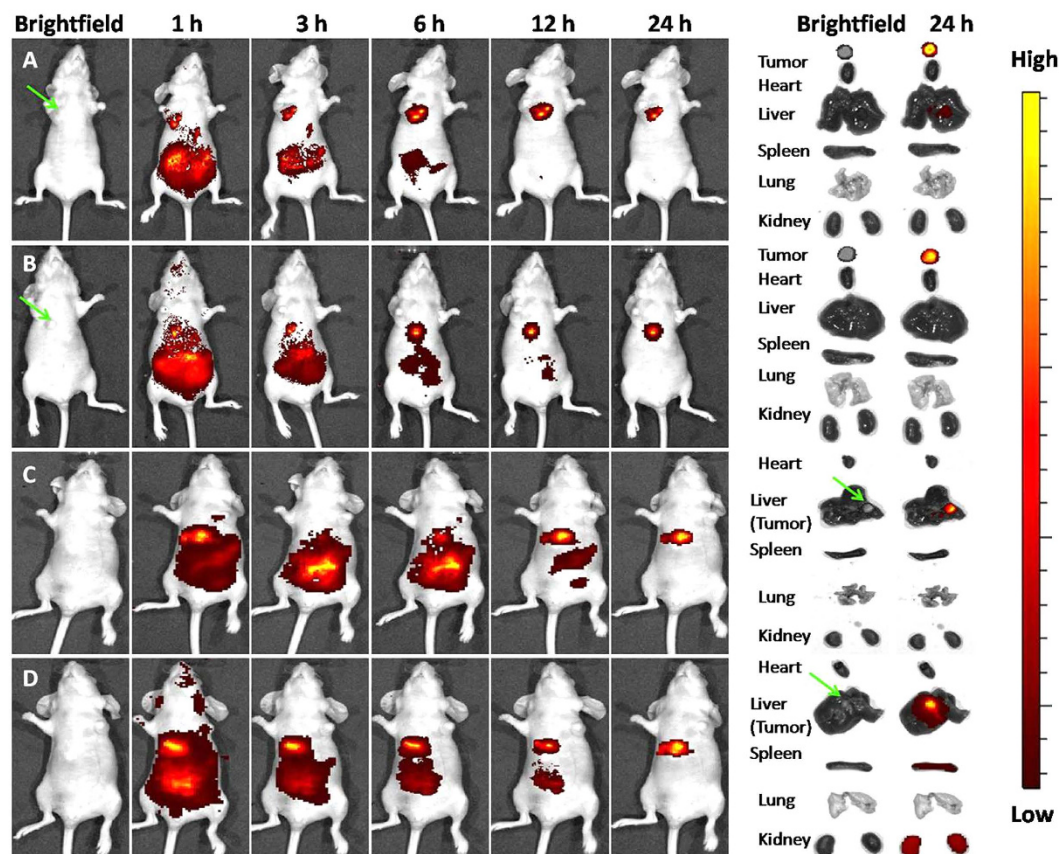 Brightfield 1 h 3 h 6 h 12 h 24 h Brightfield 24 h
High
A
Tumor
Heart
Liver
Spleen
Lung
Kidney
B
Tumor
Heart
Liver
Spleen
Lung
Kidney
C
Heart
Liver
(Tumor)
Spleen
Lung
Kidney
D
Heart
Liver
(Tumor)
Spleen
Lung
Kidney
Low